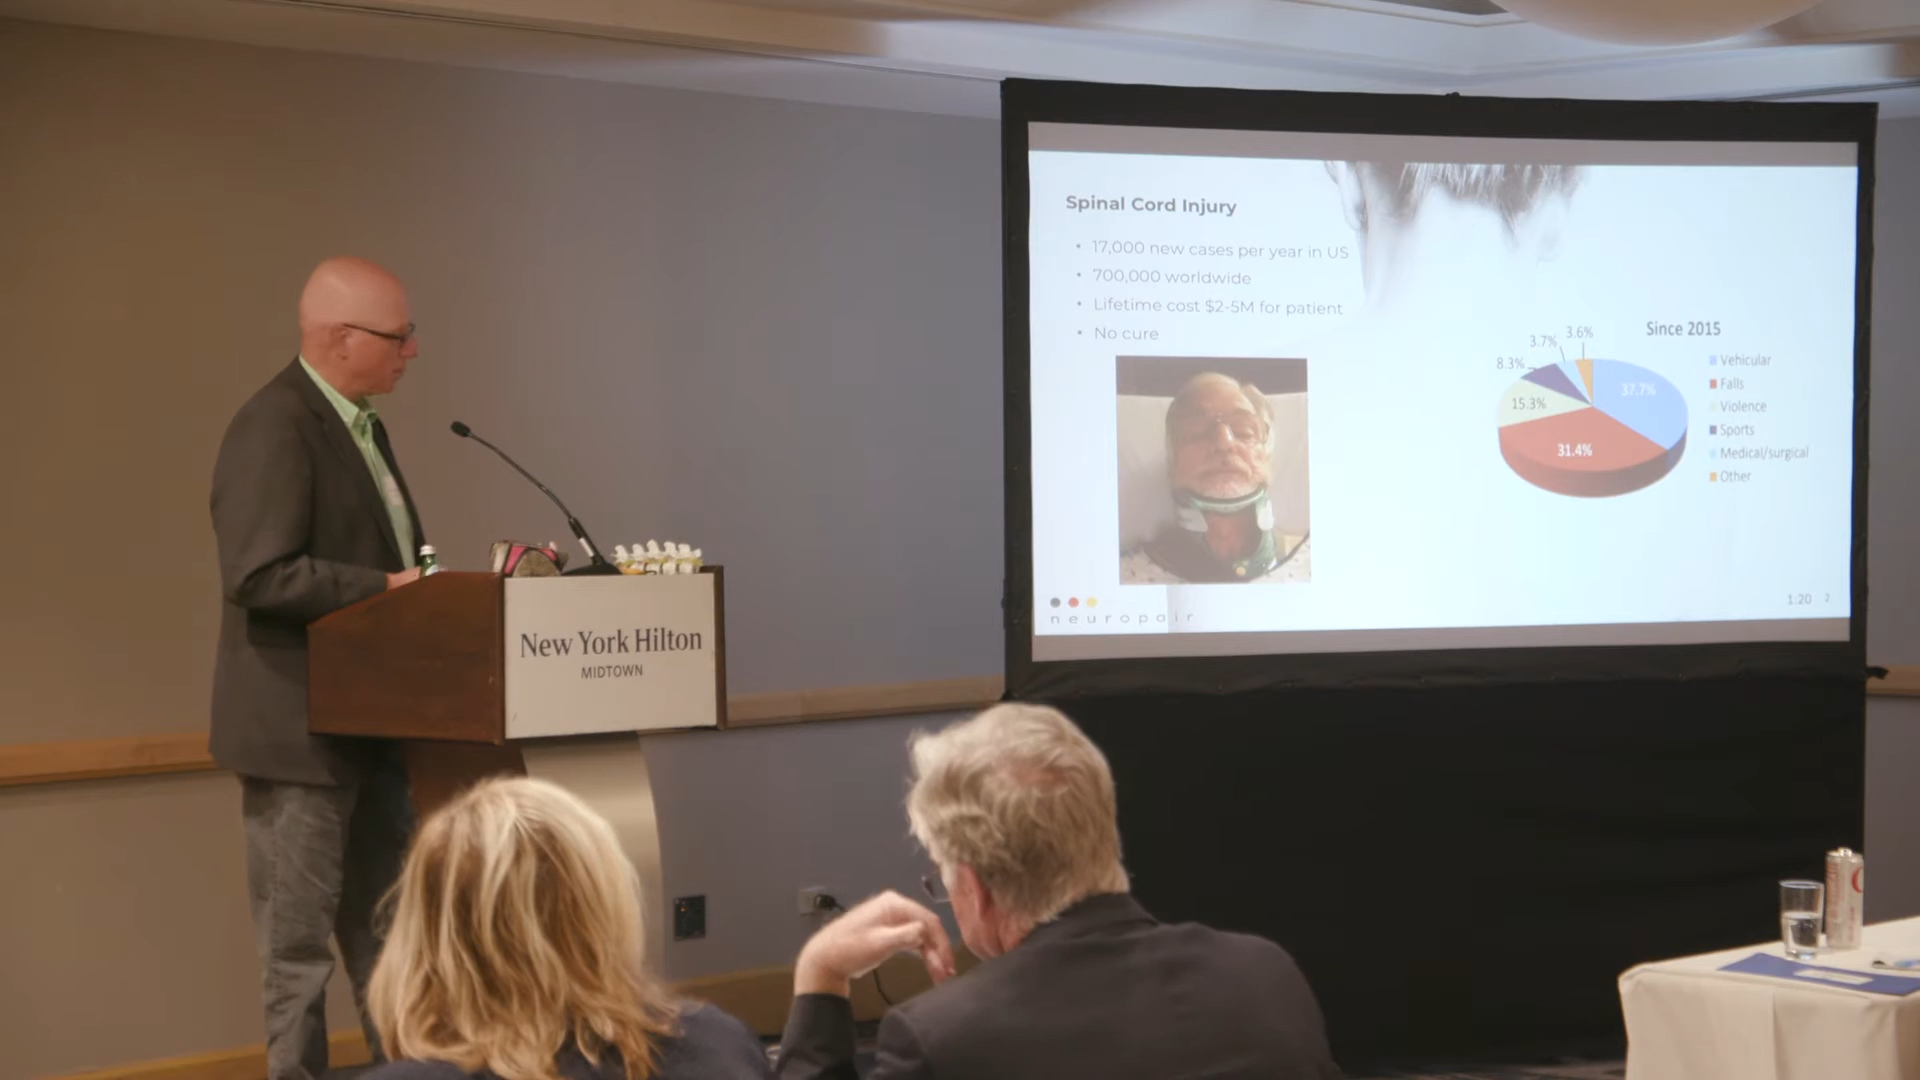 Spinal Cord Injury
• 17,000 new cases per year in US
• 700,000 worldwide
• Lifetime cost $2-5M for patient
• No cure
Since 2015
3.6%
3.7%
8.3%
37.7%
15.3%
31.4%
Vehicular
Falls
Violence
Sports
Medical/surgical
Other
neuropair
1:20 2
New York Hilton
MIDTOWN